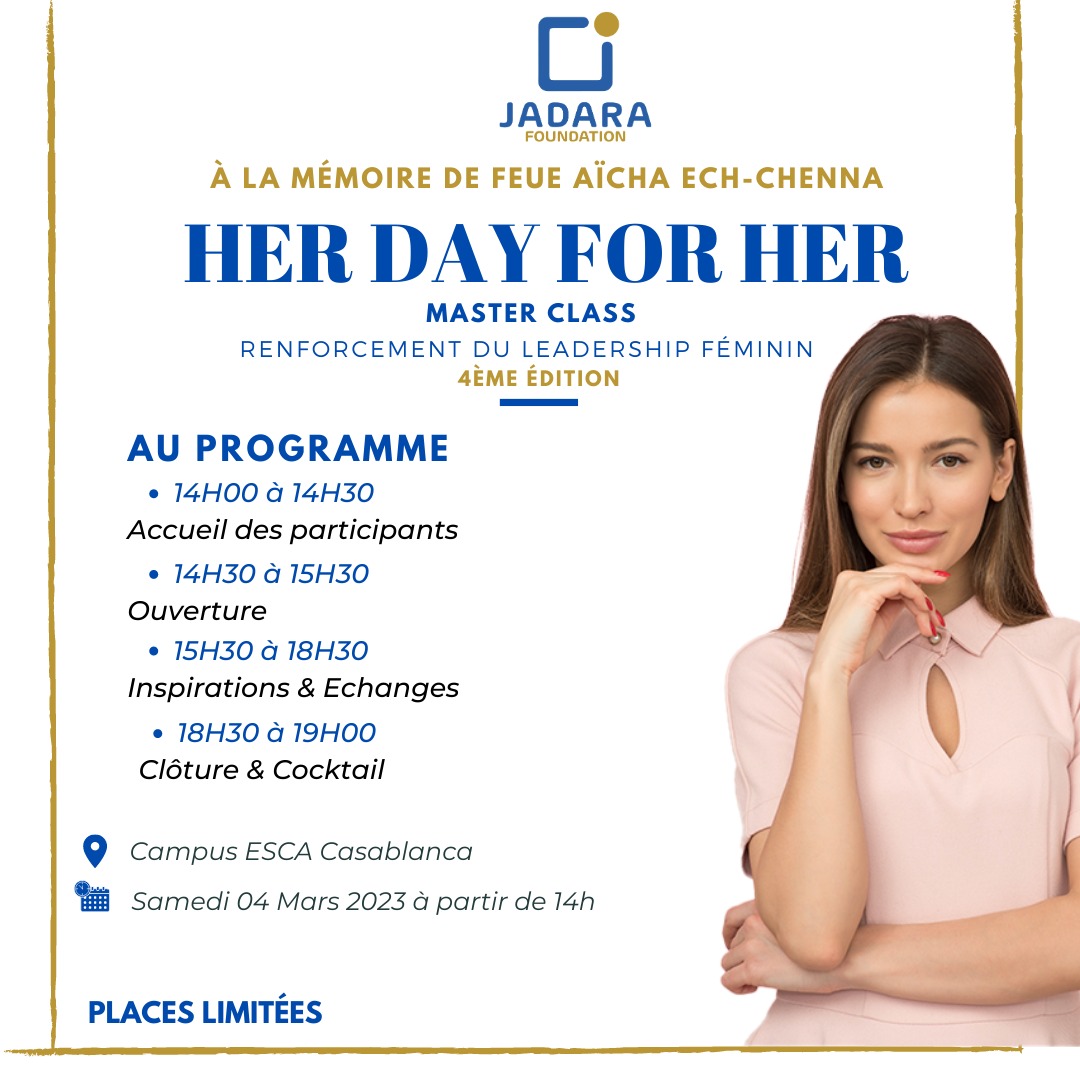 JADARA
FOUNDATION
À LA MÉMOIRE DE FEUE AÏCHA ECH-CHENNA
HER DAY FOR HER
MASTER CLASS
RENFORCEMENT DU LEADERSHIP FÉMININ
4ÈME ÉDITION
AU PROGRAMME
• 14H00 à 14H30
Accueil des participants
• 14H30 à 15H30
Ouverture
• 15H30 à 18H30
Inspirations & Echanges
• 18H30 à 19H00
Clôture & Cocktail
Campus ESCA Casablanca
Samedi 04 Mars 2023 à partir de 14h
PLACES LIMITÉES